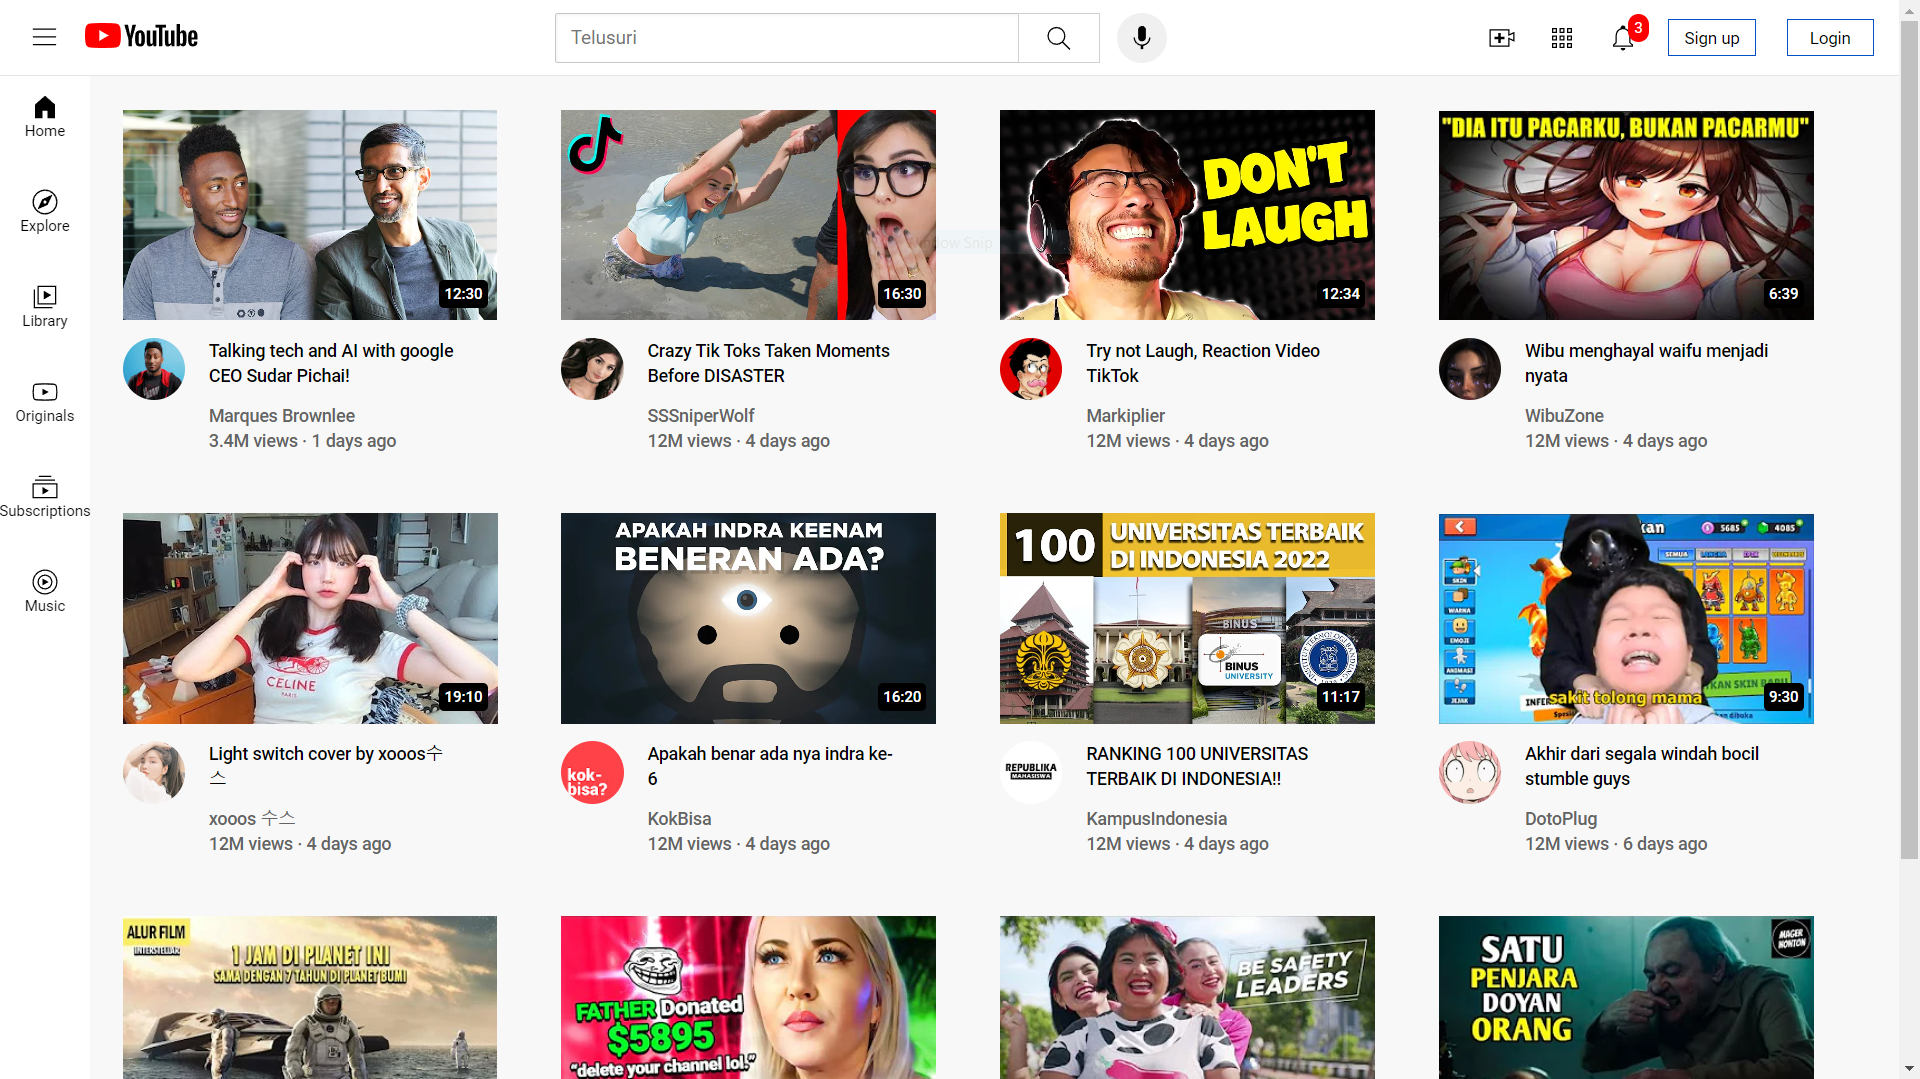 YouTube
Telusuri
3
Sign up
Login
Home
Explore
Library
Originals
Subscriptions
Music
12:30
Talking tech and AI with google
CEO Sudar Pichai!
Marques Brownlee
3.4M views · 1 days ago
16:30
Crazy Tik Toks Taken Moments
Before DISASTER
SSSniperWolf
12M views · 4 days ago
DON'T
LAUGH
12:34
Try not Laugh, Reaction Video
TikTok
Markiplier
12M views · 4 days ago
"DIA ITU PACARKU, BUKAN PACARMU"
6:39
Wibu menghayal waifu menjadi
nyata
WibuZone
12M views · 4 days ago
CELINE
PARIS
19:10
Light switch cover by xooos수
스
xooos 수스
12M views · 4 days ago
APAKAH INDRA KEENAM
BENERAN ADA?
16:20
kok-
bisa?
Apakah benar ada nya indra ke-
6
KokBisa
12M views · 4 days ago
100
UNIVERSITAS TERBAIK
DI INDONESIA 2022
BINUS
BINUS
UNIVERSITY
11:17
REPUBLIKA
MAHASISWA
RANKING 100 UNIVERSITAS
TERBAIK DI INDONESIA!!
KampusIndonesia
12M views · 4 days ago
kan
5685
4085
SEMUA
SKIN
WARNA
EMOJI
ANIMASI
JEJAK
sakit tolong mama
9:30
Akhir dari segala windah bocil
stumble guys
DotoPlug
12M views · 6 days ago
ALUR FILM
INTERSTELLAR
1 JAM DI PLANET INI
SAMA DENGAN 7 TAHUN DI PLANET BUMI
FATHER Donated
$5895
"delete your channel lol."
BE SAFETY
LEADERS
MAGER
NONTON
SATU
PENJARA
DOYAN
ORANG